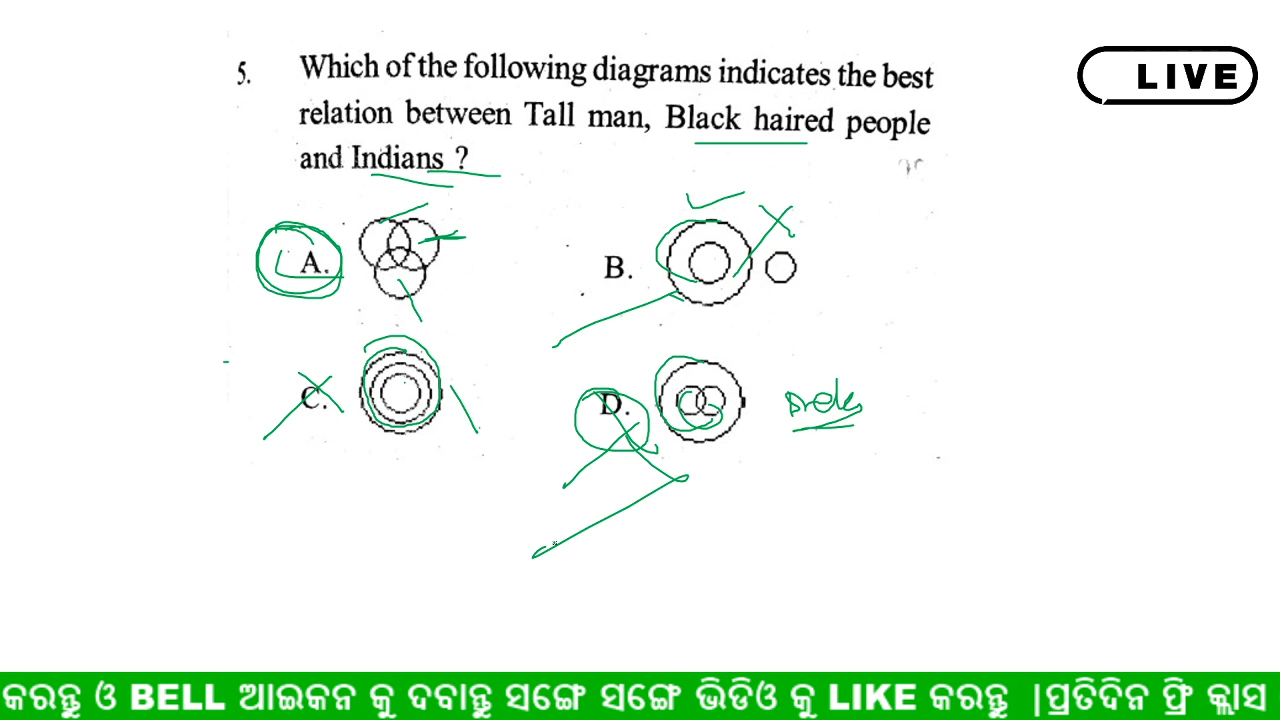 LIVE
5. Which of the following diagrams indicates the best
relation between Tall man, Black haired people
and Indians ?
A.
B.
C.
D.
କରନ୍ତୁ ଓ BELL ଆଇକନ କୁ ଦବାନ୍ତୁ ସଙ୍ଗେ ସଙ୍ଗେ ଭିଡିଓ କୁ LIKE କରନ୍ତୁ |ପ୍ରତିଦିନ ଫ୍ରି କ୍ଲାସ